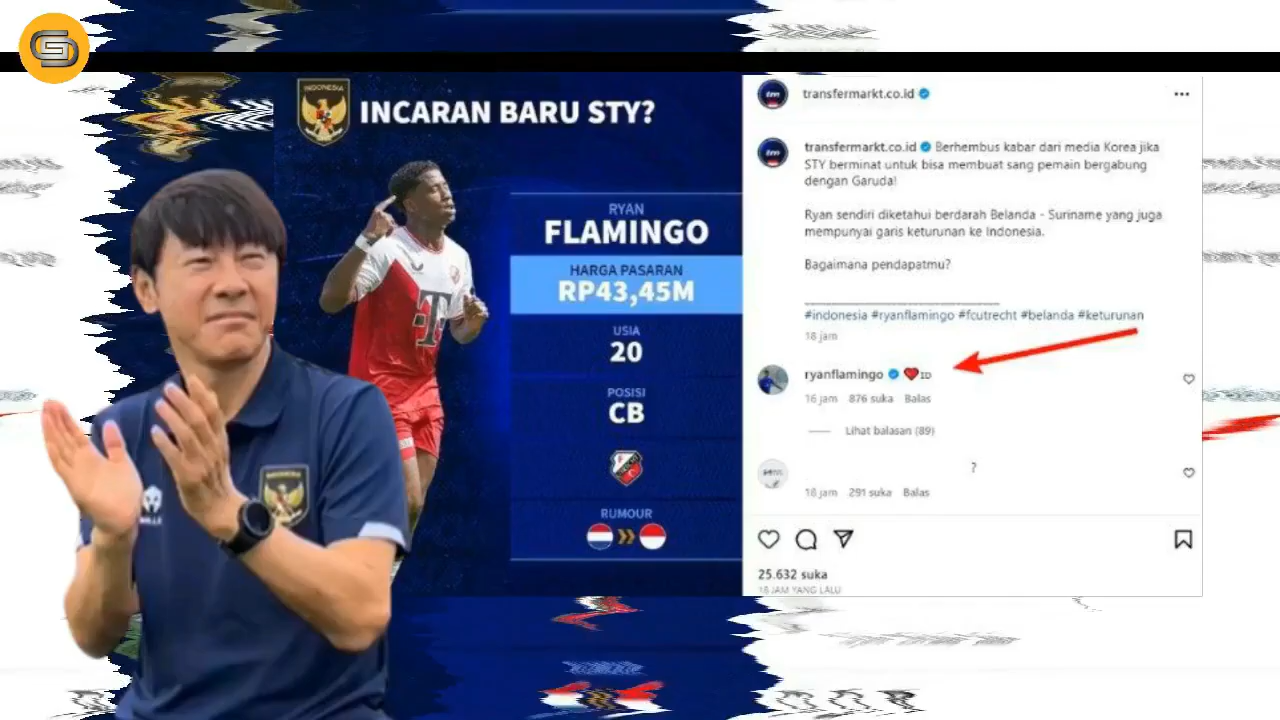 INDONESIA
INCARAN BARU STY?
RYAN
FLAMINGO
HARGA PASARAN
RP43,45M
USIA
20
POSISI
CB
RUMOUR
tm
transfermarkt.co.id
tm
transfermarkt.co.id Berhembus kabar dari media Korea jika
STY berminat untuk bisa membuat sang pemain bergabung
dengan Garuda!
Ryan sendiri diketahui berdarah Belanda - Suriname yang juga
mempunyai garis keturunan ke Indonesia.
Bagaimana pendapatmu?
#indonesia #ryanflamingo #fcutrecht #belanda #keturunan
18 jam
ryanflamingo ❤️ID
16 jam 876 suka Balas
Lihat balasan (89)
?
18 jam 291 suka Balas
25.632 suka
18 JAM YANG LALU
INDONESIA